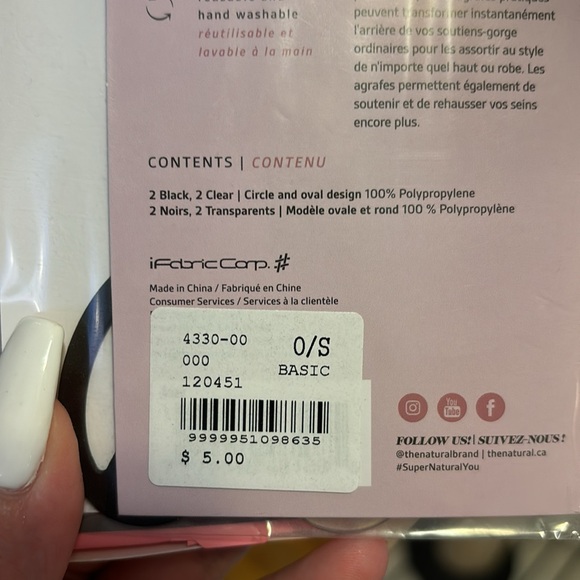 hand washable
réutilisable et
lavable à la main
peuvent transformer instantanément
l'arrière de vos soutiens-gorge
ordinaires pour les assortir au style
de n'importe quel haut ou robe. Les
agrafes permettent également de
soutenir et de rehausser vos seins
encore plus.
CONTENTS | CONTENU
2 Black, 2 Clear | Circle and oval design 100% Polypropylene
2 Noirs, 2 Transparents | Modèle ovale et rond 100 % Polypropylène
iFabric Corp. #
Made in China / Fabriqué en Chine
Consumer Services / Services à la clientèle
4330-00
000
120451
O/S
BASIC
9999951098635
$ 5.00
You
Tube
FOLLOW US! | SUIVEZ-NOUS!
@thenaturalbrand | thenatural.ca
#SuperNaturalYou